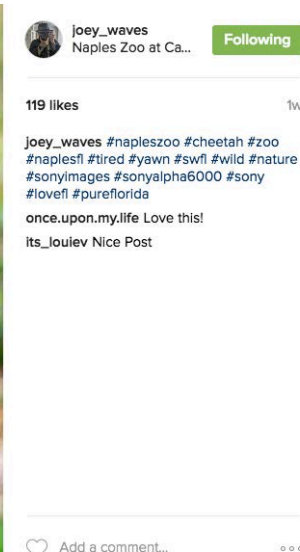 joey_waves
Naples Zoo at Ca...
Following
119 likes
1w
joey_waves #napleszoo #cheetah #zoo
#naplesfl #tired #yawn #swfl #wild #nature
#sonyimages #sonyalpha6000 #sony
#lovefl #pureflorida
once.upon.my.life Love this!
its_louiev Nice Post
Add a comment...